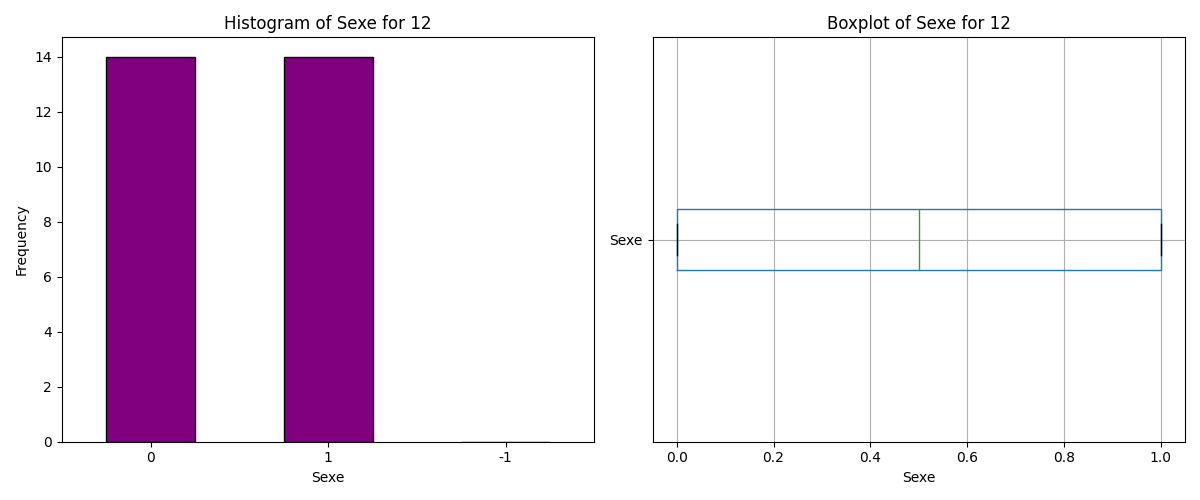 Histogram of Sexe for 12
14
12
10
8
6
4
2
0
Frequency
0 1 -1
Sexe
Boxplot of Sexe for 12
Sexe
0.0 0.2 0.4 0.6 0.8 1.0
Sexe